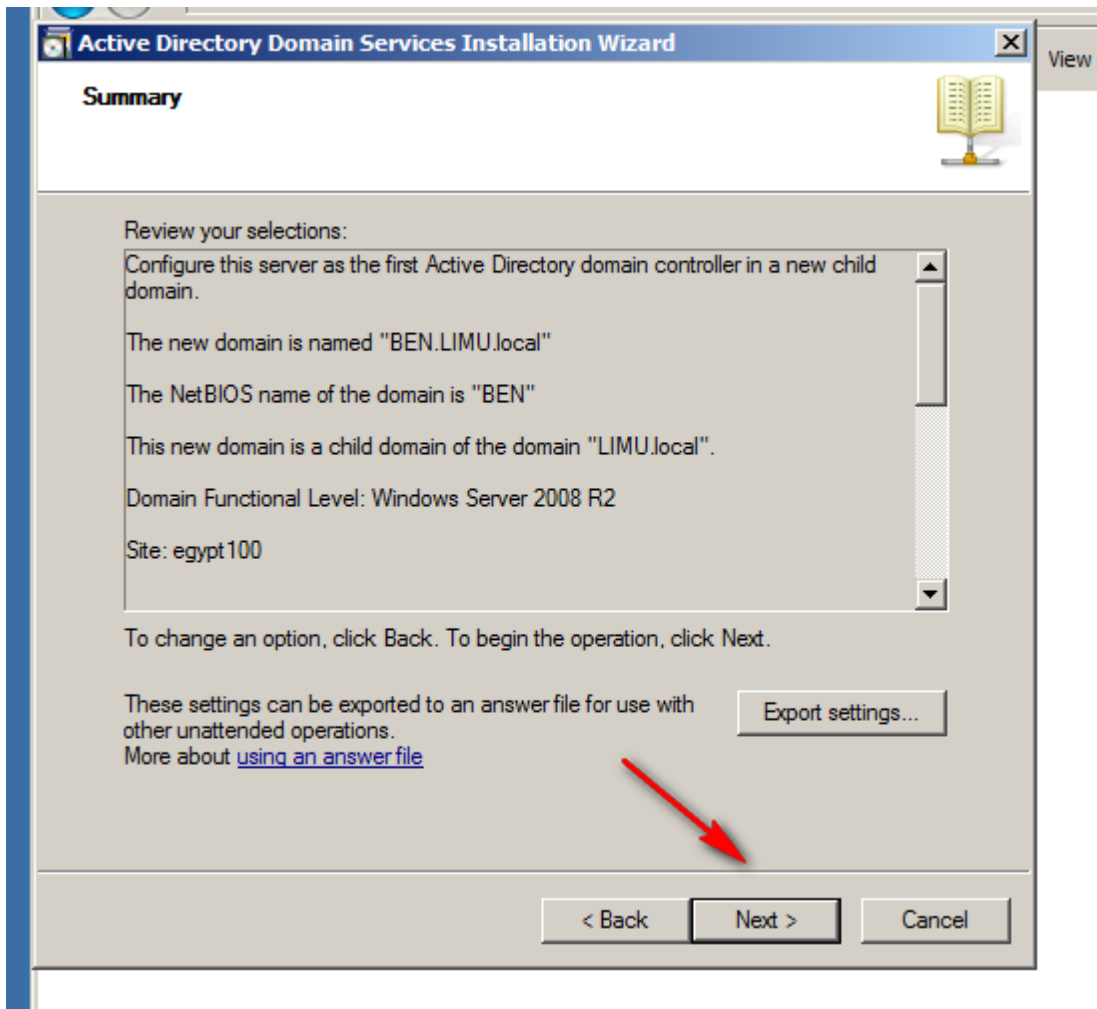 Active Directory Domain Services Installation Wizard
View
Summary
Review your selections:
Configure this server as the first Active Directory domain controller in a new child
domain.
The new domain is named "BEN.LIMU.local"
The NetBIOS name of the domain is "BEN"
This new domain is a child domain of the domain "LIMU.local".
Domain Functional Level: Windows Server 2008 R2
Site: egypt100
To change an option, click Back. To begin the operation, click Next.
These settings can be exported to an answer file for use with
other unattended operations.
More about using an answer file
Export settings...
< Back
Next >
Cancel